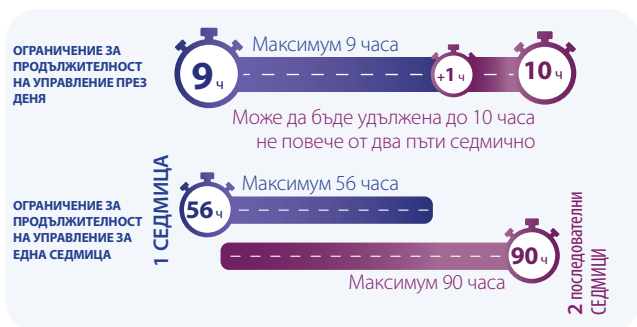 ОГРАНИЧЕНИЕ ЗА
ПРОДЪЛЖИТЕЛНОСТ
НА УПРАВЛЕНИЕ ПРЕЗ
ДЕНЯ
9 ч
Максимум 9 часа
+1 ч
10 ч
Може да бъде удължена до 10 часа
не повече от два пъти седмично
ОГРАНИЧЕНИЕ ЗА
ПРОДЪЛЖИТЕЛНОСТ
НА УПРАВЛЕНИЕ ЗА
ЕДНА СЕДМИЦА
1 СЕДМИЦА
56 ч
Максимум 56 часа
90 ч
Максимум 90 часа
2 последователни
СЕДМИЦИ